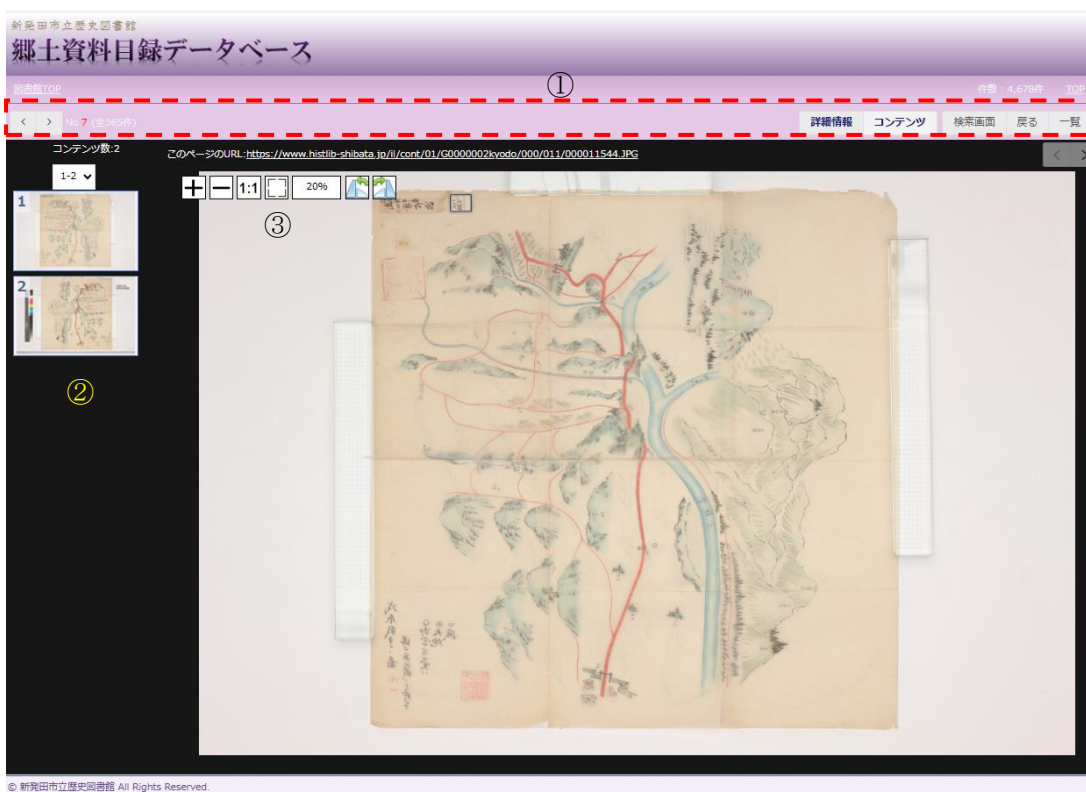 新発田市立歴史図書館
郷土資料目録データベース
図書館TOP
①
件数：4,678件 TOP
< > No.7 (全365件)
詳細情報 コンテンツ 検索画面 戻る 一覧
コンテンツ数:2
このページのURL:https://www.histlib-shibata.jp/il/cont/01/G0000002kyodo/000/011/000011544.JPG
< >
1-2
1:1
20%
1
③
2
②
© 新発田市立歴史図書館 All Rights Reserved.